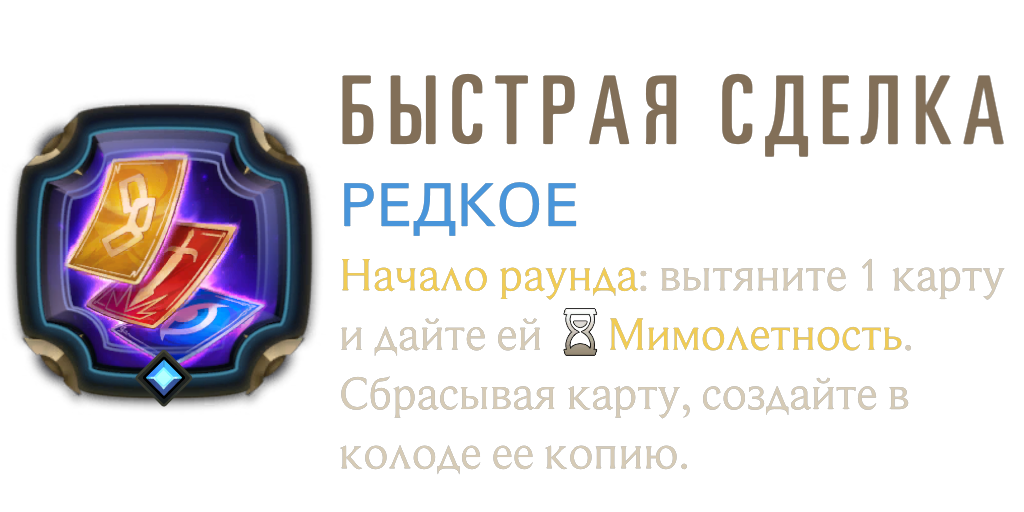 БЫСТРАЯ СДЕЛКА
РЕДКОЕ
Начало раунда: вытяните 1 карту
и дайте ей Мимолетность.
Сбрасывая карту, создайте в
колоде ее копию.